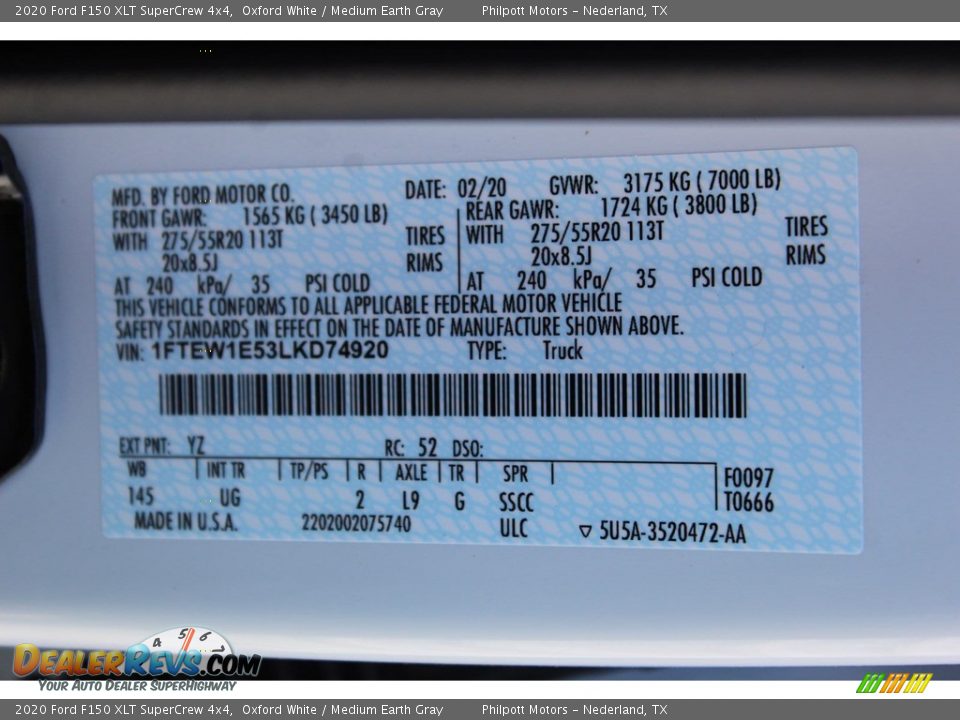 2020 Ford F150 XLT SuperCrew 4x4, Oxford White / Medium Earth Gray Philpott Motors – Nederland, TX
MFD. BY FORD MOTOR CO. DATE: 02/20 GVWR: 3175 KG ( 7000 LB)
FRONT GAWR: 1565 KG ( 3450 LB) REAR GAWR: 1724 KG ( 3800 LB)
WITH 275/55R20 113T TIRES WITH 275/55R20 113T TIRES
20x8.5J RIMS 20x8.5J RIMS
AT 240 kPa/ 35 PSI COLD AT 240 kPa/ 35 PSI COLD
THIS VEHICLE CONFORMS TO ALL APPLICABLE FEDERAL MOTOR VEHICLE
SAFETY STANDARDS IN EFFECT ON THE DATE OF MANUFACTURE SHOWN ABOVE.
VIN: 1FTEW1E53LKD74920 TYPE: Truck
EXT PNT: YZ RC: 52 DSO:
WB INT TR TP/PS R AXLE TR SPR F0097
145 UG 2 L9 G SSCC T0666
MADE IN U.S.A. 2202002075740 ULC ▽ 5U5A-3520472-AA
4 5 6 7
DEALERREVS.COM
YOUR AUTO DEALER SUPERHIGHWAY
2020 Ford F150 XLT SuperCrew 4x4, Oxford White / Medium Earth Gray Philpott Motors – Nederland, TX